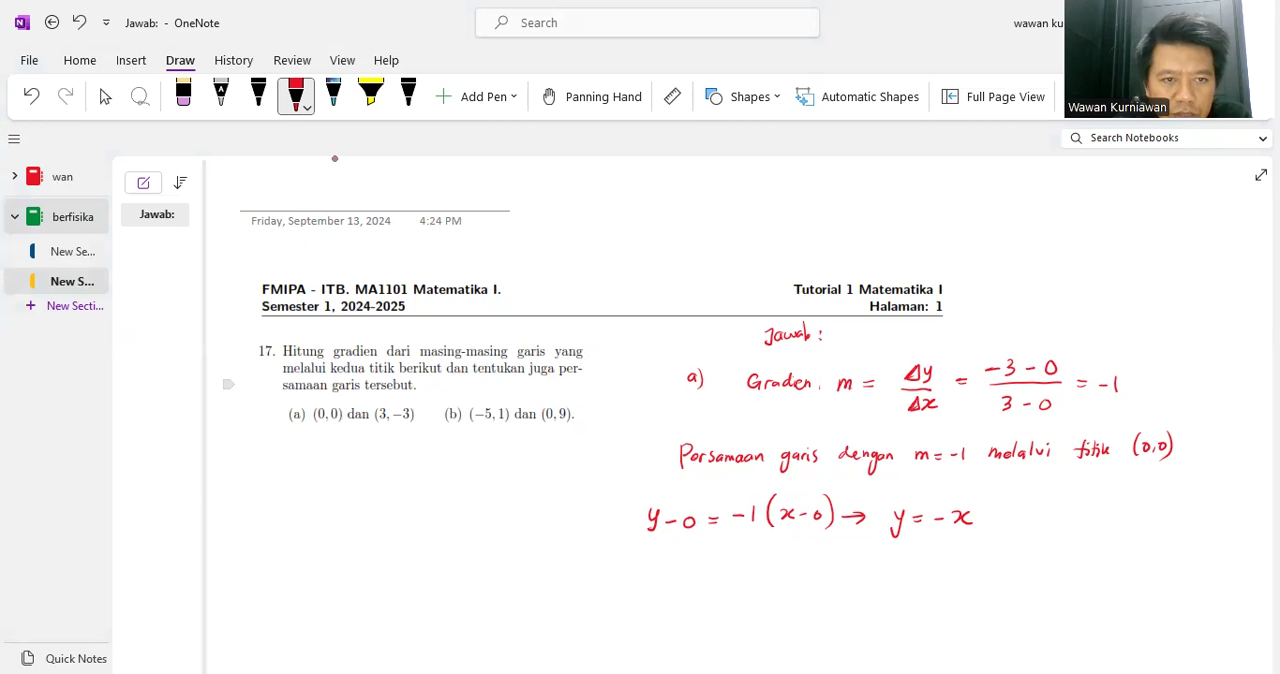 Jawab: - OneNote
Search
wawan ku
File Home Insert Draw History Review View Help
Add Pen Panning Hand Shapes Automatic Shapes Full Page View
Wawan Kurniawan
Search Notebooks
wan
berfisika
New Se...
New S...
New Secti...
Jawab:
Friday, September 13, 2024 4:24 PM
FMIPA - ITB. MA1101 Matematika I. Tutorial 1 Matematika I
Semester 1, 2024-2025 Halaman: 1
17. Hitung gradien dari masing-masing garis yang
melalui kedua titik berikut dan tentukan juga per-
samaan garis tersebut.
(a) (0, 0) dan (3, −3) (b) (−5, 1) dan (0, 9).
Jawab :
a) Gradien. m = Δy/Δx = (-3 - 0)/(3 - 0) = -1
Persamaan garis dengan m = -1 melalui titik (0,0)
y - 0 = -1 (x - 0) → y = - x
Quick Notes